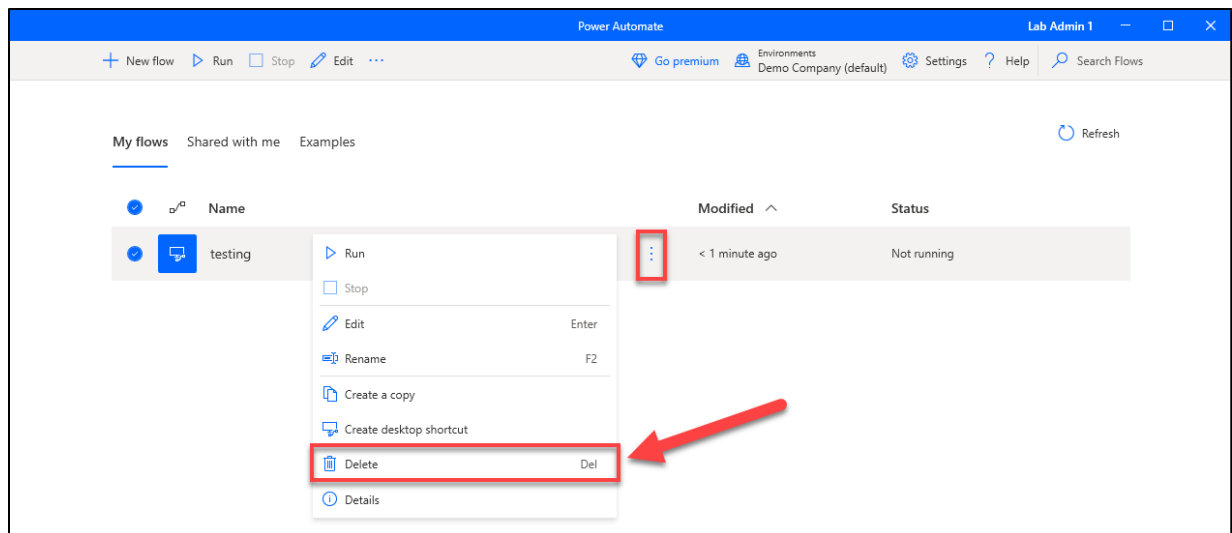 Power Automate
Lab Admin 1
New flow Run Stop Edit ···
Go premium
Environments
Demo Company (default)
Settings ? Help Search Flows
My flows Shared with me Examples
Refresh
Name Modified Status
testing < 1 minute ago Not running
Run
Stop
Edit Enter
Rename F2
Create a copy
Create desktop shortcut
Delete Del
Details